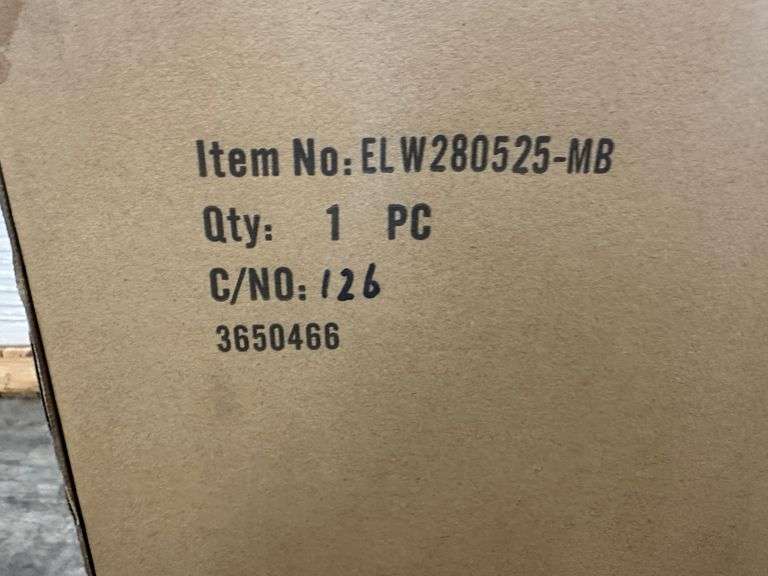 Item No: ELW280525-MB
Qty: 1 PC
C/NO: 126
3650466